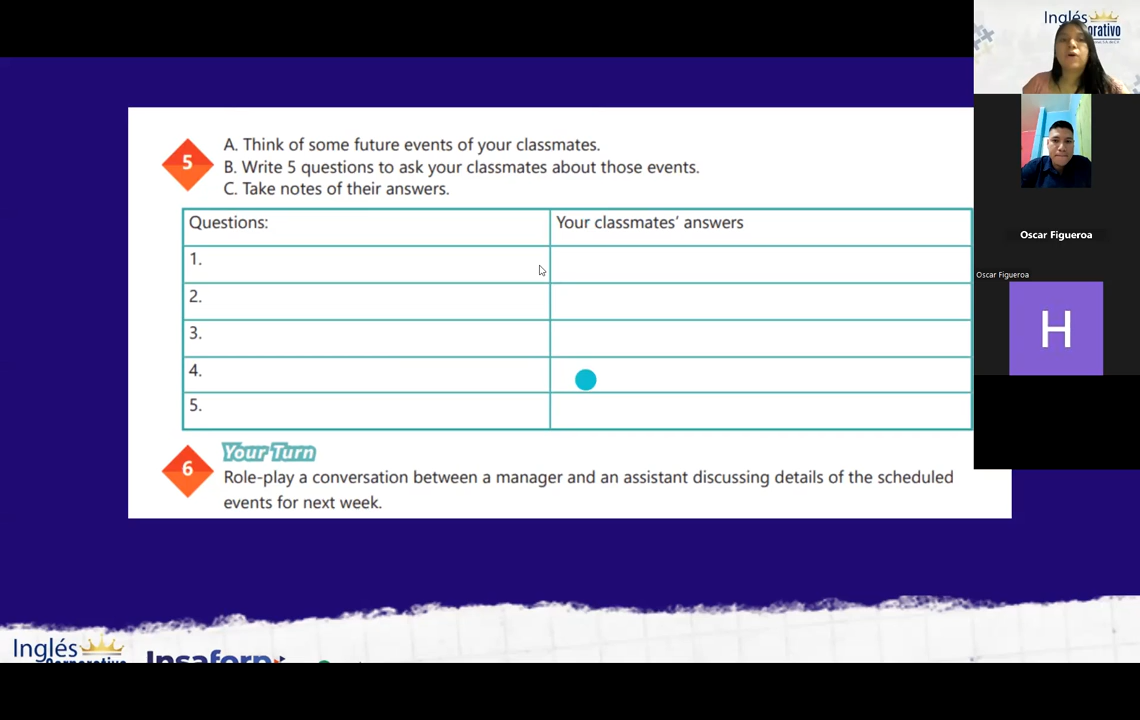 Inglés
orativo
5
A. Think of some future events of your classmates.
B. Write 5 questions to ask your classmates about those events.
C. Take notes of their answers.
Questions:
Your classmates' answers
1.
2.
3.
4.
5.
6
Your Turn
Role-play a conversation between a manager and an assistant discussing details of the scheduled
events for next week.
Oscar Figueroa
Oscar Figueroa
H
Inglés
Corporativo
Insaforp